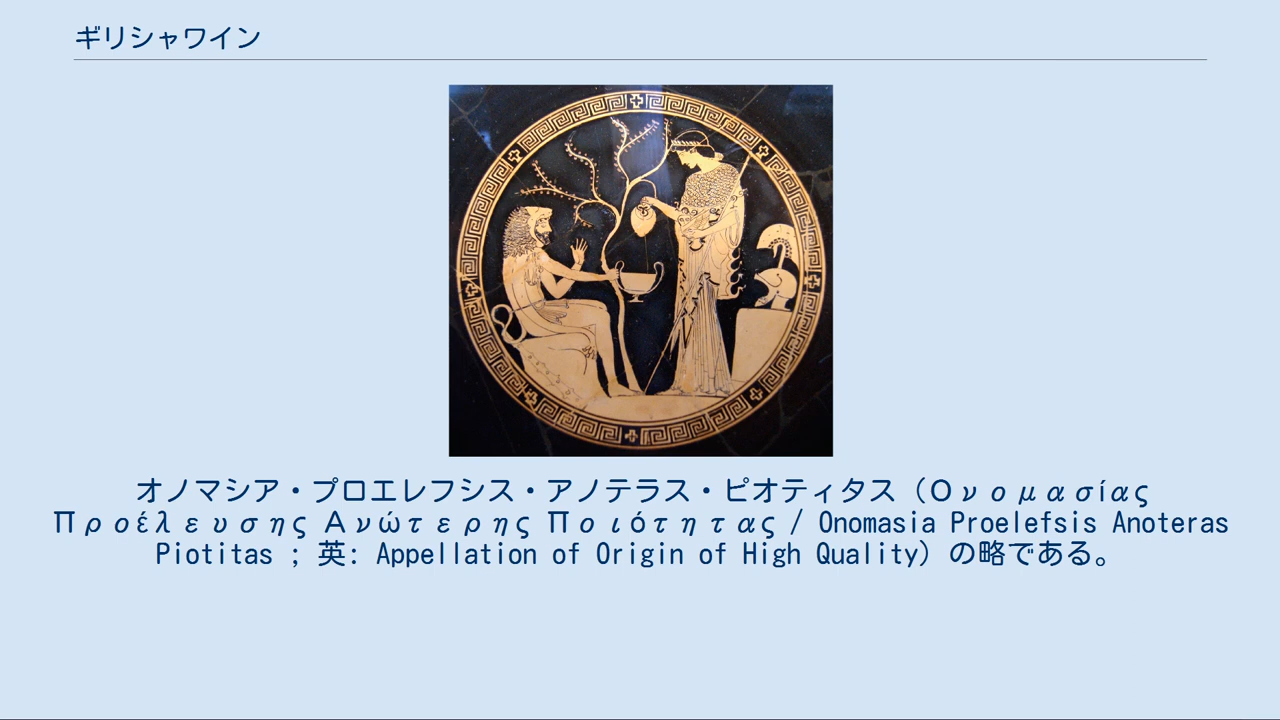 ギリシャワイン
オノマシア・プロエレフシス・アノテラス・ピオティタス（Ονομασίας
Προέλευσης Ανώτερης Ποιότητας / Onomasia Proelefsis Anoteras
Piotitas ; 英: Appellation of Origin of High Quality）の略である。